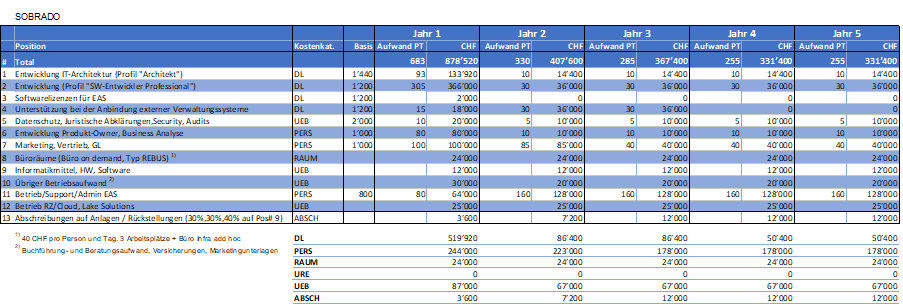 SOBRADO
Jahr 1 Jahr 2 Jahr 3 Jahr 4 Jahr 5
Position Kostenkat. Basis Aufwand PT CHF Aufwand PT CHF Aufwand PT CHF Aufwand PT CHF Aufwand PT CHF
# Total 683 878'520 330 407'600 285 367'400 255 331'400 255 331'400
1 Entwicklung IT-Architektur (Profil "Architekt") DL 1'440 93 133'920 10 14'400 10 14'400 10 14'400 10 14'400
2 Entwicklung (Profil "SW-Entwickler Professional") DL 1'200 305 366'000 30 36'000 30 36'000 30 36'000 30 36'000
3 Softwarelizenzen für EAS DL 1'200 2'000 0 0 0 0
4 Unterstützung bei der Anbindung externer Verwaltungssysteme DL 1'200 15 18'000 30 36'000 30 36'000
5 Datenschutz, Juristische Abklärungen,Security, Audits UEB 2'000 10 20'000 5 10'000 5 10'000 5 10'000 5 10'000
6 Entwicklung Produkt-Owner, Business Analyse PERS 1'000 80 80'000 10 10'000 10 10'000 10 10'000 10 10'000
7 Marketing, Vertrieb, GL PERS 1'000 100 100'000 85 85'000 40 40'000 40 40'000 40 40'000
8 Büroräume (Büro on demand, Typ REBUS) 1) RAUM 24'000 24'000 24'000 24'000 24'000
9 Informatikmittel, HW, Software UEB 12'000 12'000 12'000 12'000 12'000
10 Übriger Betriebsaufwand 2) UEB 30'000 20'000 20'000 20'000 20'000
11 Betrieb/Support/Admin EAS PERS 800 80 64'000 160 128'000 160 128'000 160 128'000 160 128'000
12 Betrieb RZ/Cloud, Lake Solutions UEB 25'000 25'000 25'000 25'000 25'000
13 Abschreibungen auf Anlagen / Rückstellungen (30%,30%,40% auf Pos# 9) ABSCH 3'600 7'200 12'000 12'000 12'000
1) 40 CHF pro Person und Tag. 3 Arbeitsplätze + Büro Infra ad hoc DL 519'920 86'400 86'400 50'400 50'400
2) Buchführung- und Beratungsaufwand, Versicherungen, Marketingunterlagen PERS 244'000 223'000 178'000 178'000 178'000
RAUM 24'000 24'000 24'000 24'000 24'000
URE 0 0 0 0 0
UEB 87'000 67'000 67'000 67'000 67'000
ABSCH 3'600 7'200 12'000 12'000 12'000